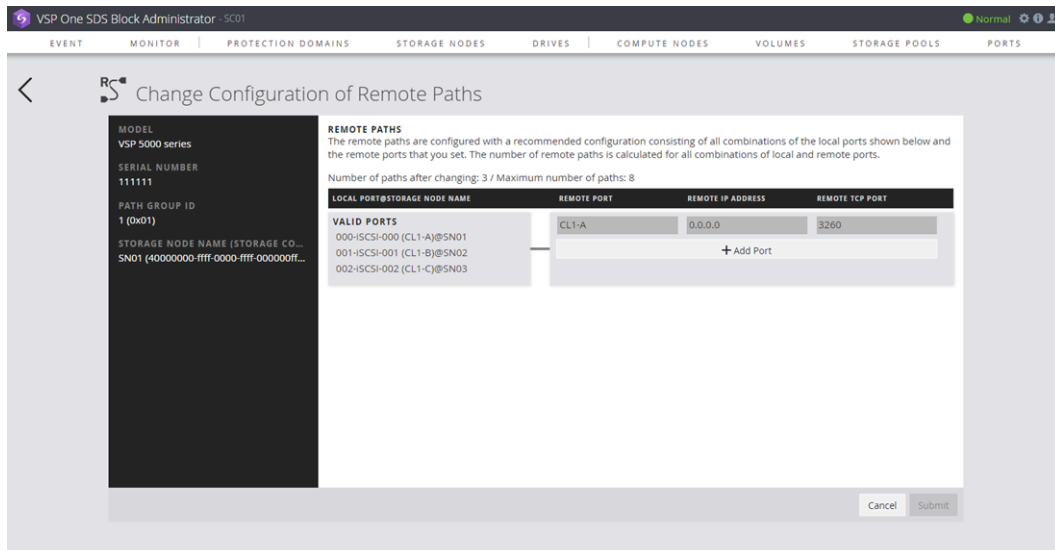 VSP One SDS Block Administrator - SC01
Normal
EVENT MONITOR PROTECTION DOMAINS STORAGE NODES DRIVES COMPUTE NODES VOLUMES STORAGE POOLS PORTS
RS
Change Configuration of Remote Paths
MODEL
VSP 5000 series
SERIAL NUMBER
111111
PATH GROUP ID
1 (0x01)
STORAGE NODE NAME (STORAGE CO...
SN01 (40000000-ffff-0000-ffff-000000ff...
REMOTE PATHS
The remote paths are configured with a recommended configuration consisting of all combinations of the local ports shown below and
the remote ports that you set. The number of remote paths is calculated for all combinations of local and remote ports.
Number of paths after changing: 3 / Maximum number of paths: 8
LOCAL PORT@STORAGE NODE NAME REMOTE PORT REMOTE IP ADDRESS REMOTE TCP PORT
VALID PORTS
000-iSCSI-000 (CL1-A)@SN01
001-iSCSI-001 (CL1-B)@SN02
002-iSCSI-002 (CL1-C)@SN03
CL1-A 0.0.0.0 3260
+ Add Port
Cancel Submit